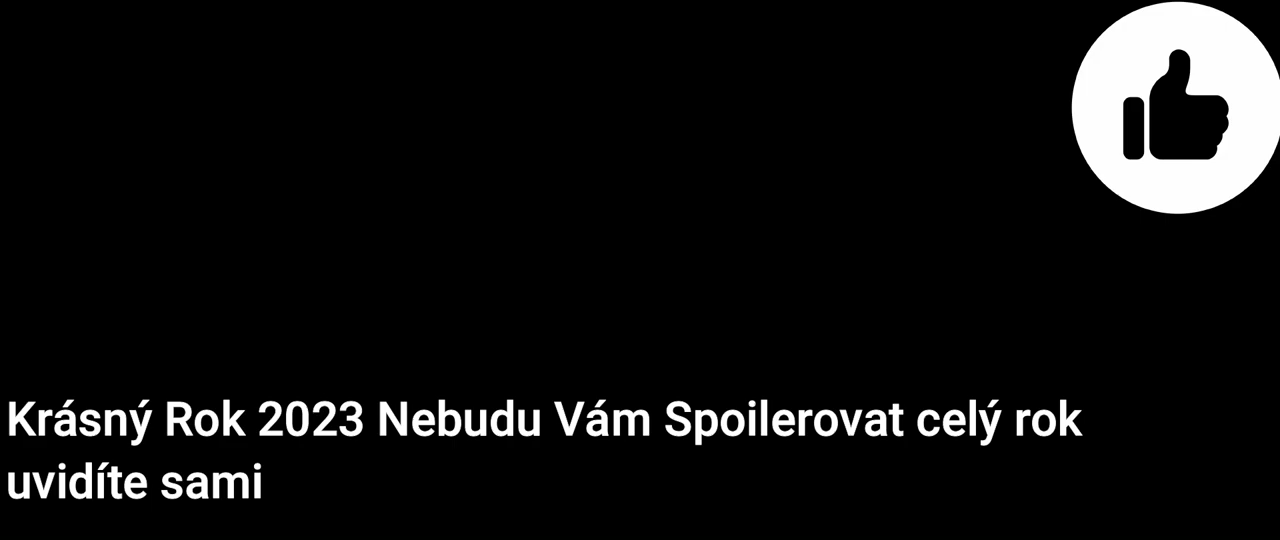 Krásný Rok 2023 Nebudu Vám Spoilerovat celý rok
uvidíte sami